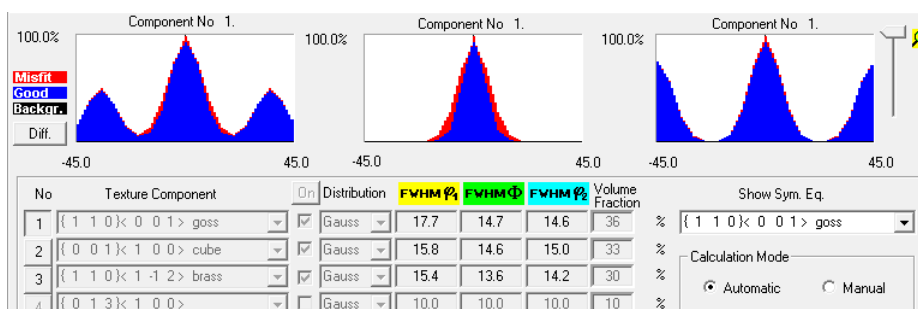 Component No 1. Component No 1. Component No 1.
100.0% 100.0% 100.0%
Misfit
Good
Backgr.
Diff.
-45.0 45.0 -45.0 45.0 -45.0 45.0
No Texture Component On Distribution FWHM φ1 FWHM Φ FWHM φ2 Volume Fraction Show Sym. Eq.
1 { 1 1 0}< 0 0 1> goss Gauss 17.7 14.7 14.6 36 % { 1 1 0}< 0 0 1> goss
2 { 0 0 1}< 1 0 0> cube Gauss 15.8 14.6 15.0 33 % Calculation Mode
3 { 1 1 0}< 1 -1 2> brass Gauss 15.4 13.6 14.2 30 % Automatic Manual
4 { 0 1 3}< 1 0 0> Gauss 10.0 10.0 10.0 10 %